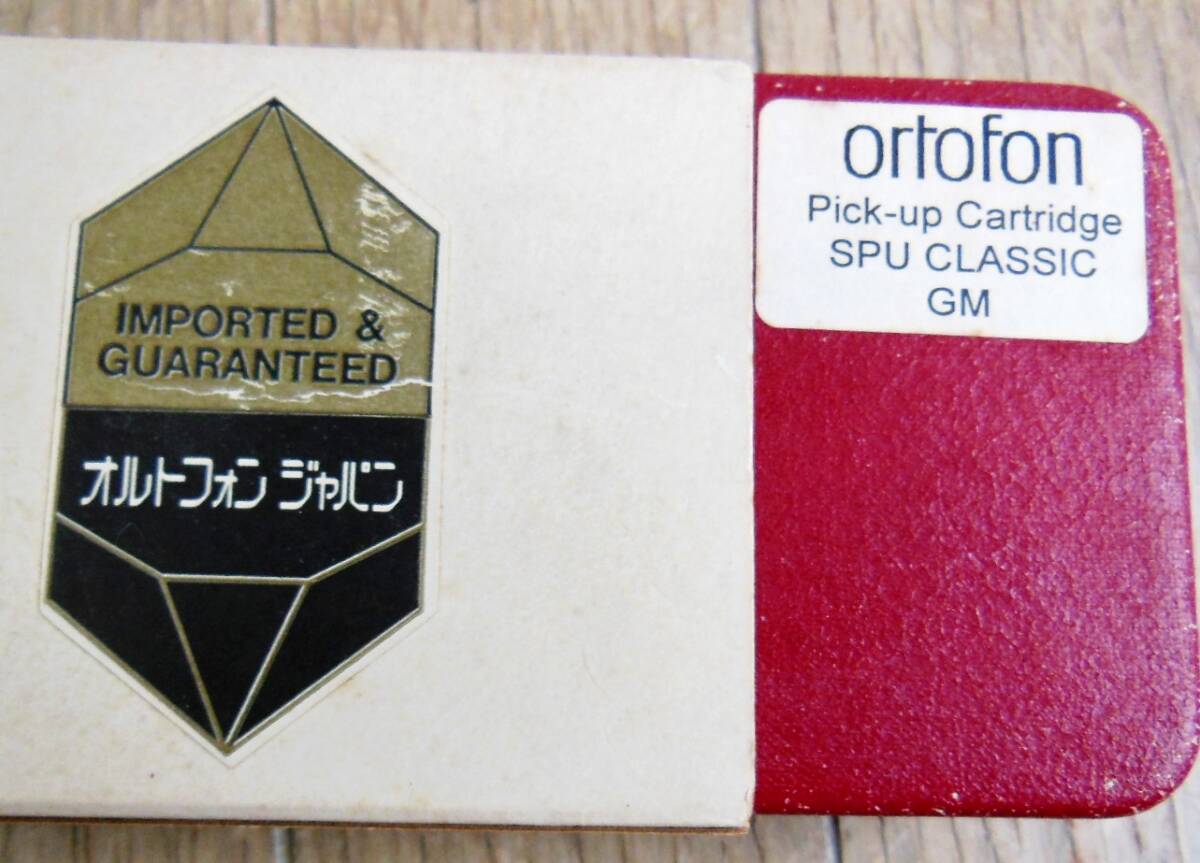 IMPORTED &
GUARANTEED
オルトフォン ジャパン
ortofon
Pick-up Cartridge
SPU CLASSIC
GM